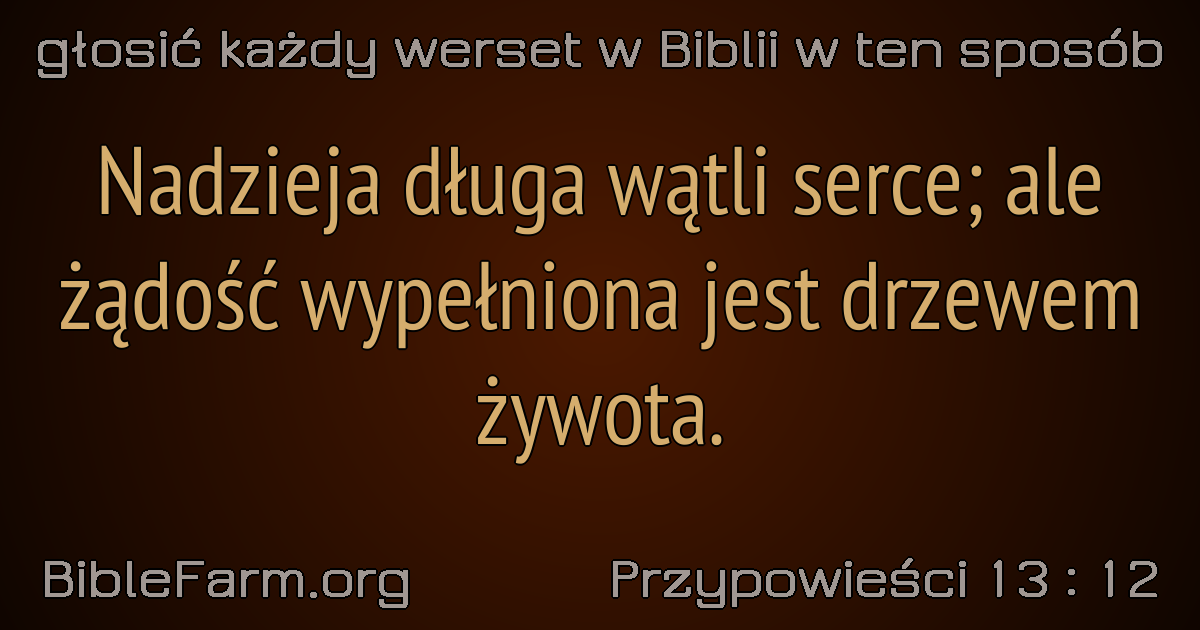 głosić każdy werset w Biblii w ten sposób
Nadzieja długa wątli serce; ale
żądość wypełniona jest drzewem
żywota.
BibleFarm.org
Przypowieści 13 : 12